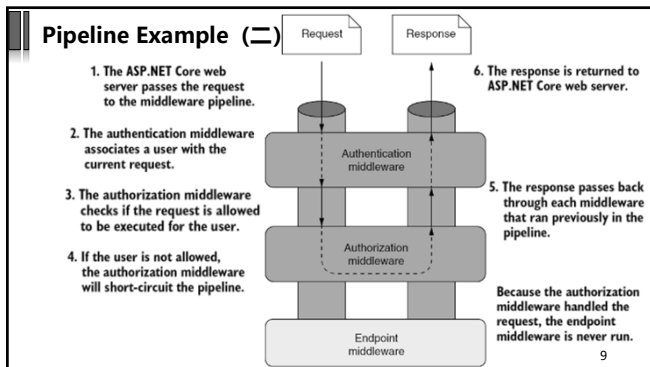 Pipeline Example (二)
Request
Response
1. The ASP.NET Core web
server passes the request
to the middleware pipeline.
6. The response is returned to
ASP.NET Core web server.
2. The authentication middleware
associates a user with the
current request.
Authentication
middleware
3. The authorization middleware
checks if the request is allowed
to be executed for the user.
5. The response passes back
through each middleware
that ran previously in the
pipeline.
4. If the user is not allowed,
the authorization middleware
will short-circuit the pipeline.
Authorization
middleware
Because the authorization
middleware handled the
request, the endpoint
middleware is never run.
Endpoint
middleware
9